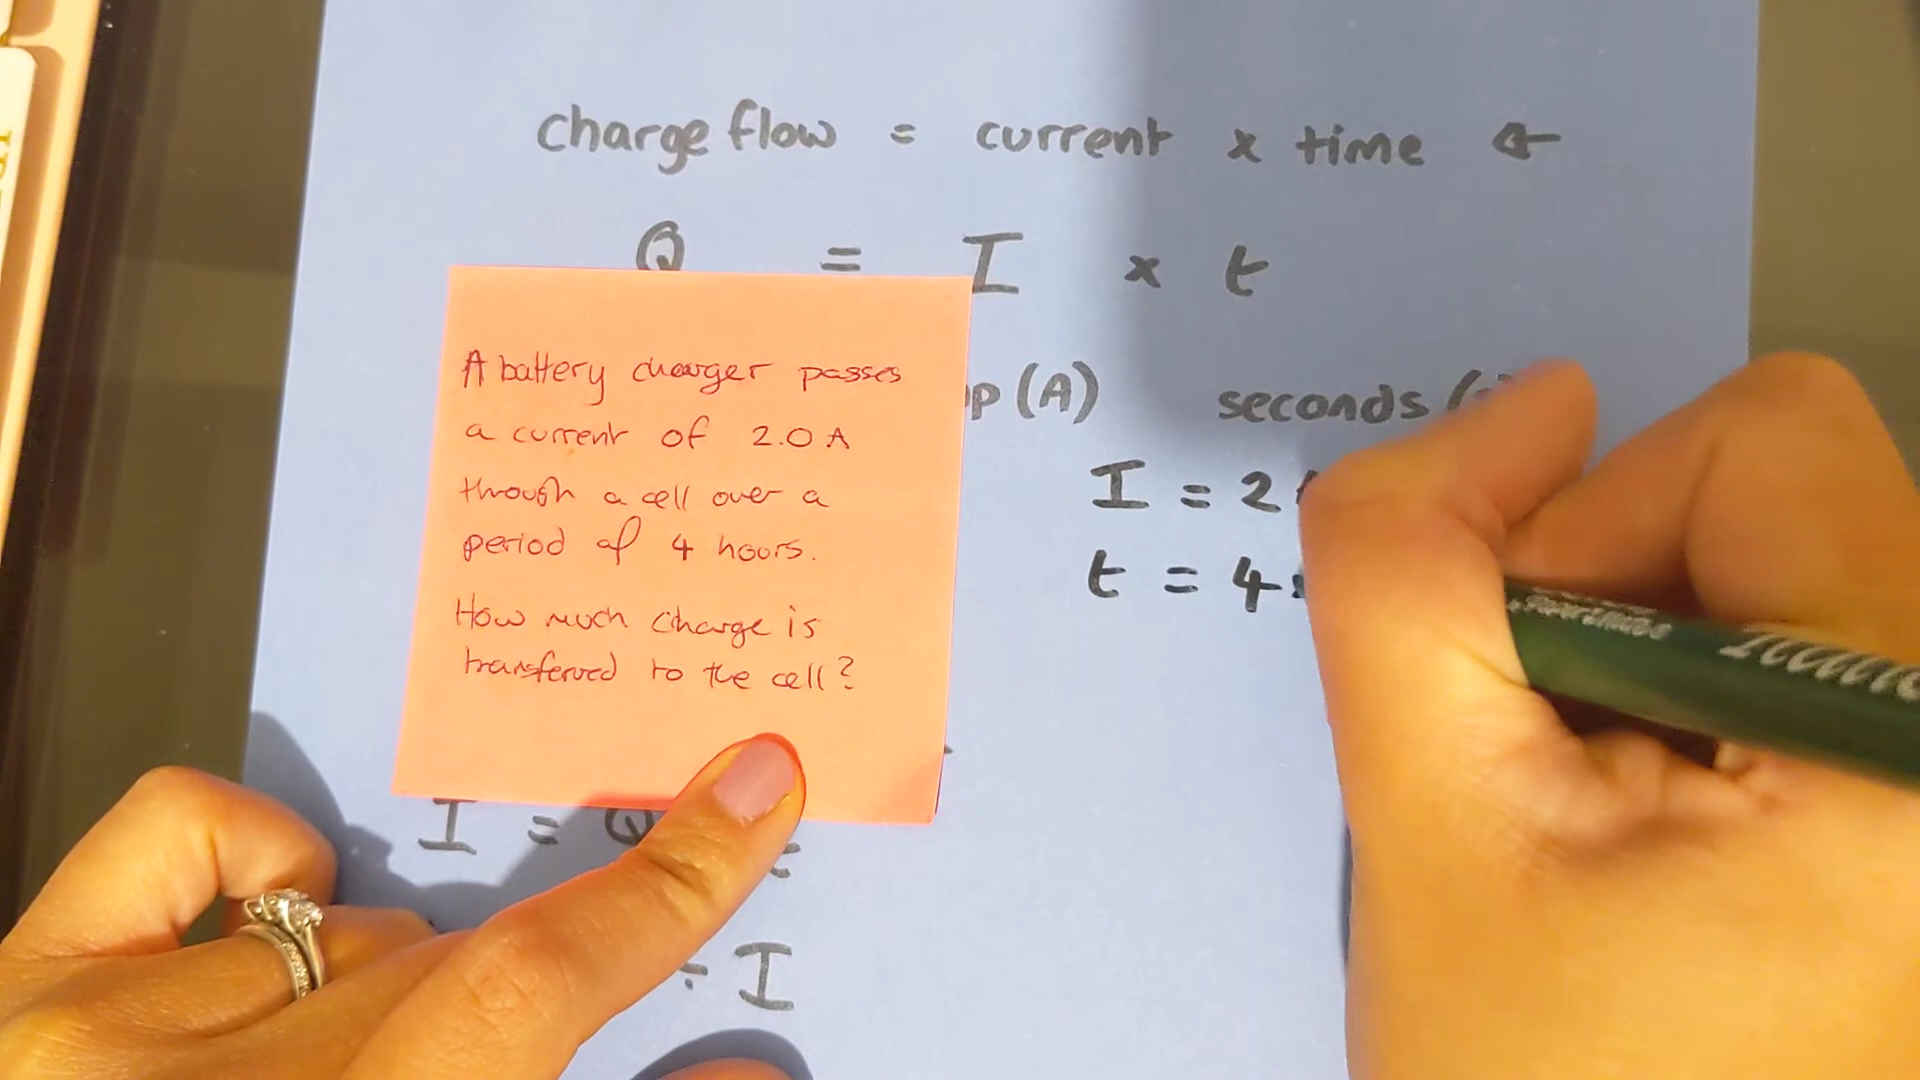 charge flow = current x time ←
Q = I x t
A battery charger passes
a current of 2.0 A
through a cell over a
period of 4 hours.
How much charge is
transferred to the cell?
p (A) seconds
I = 2
t = 4
I = Q
÷ I